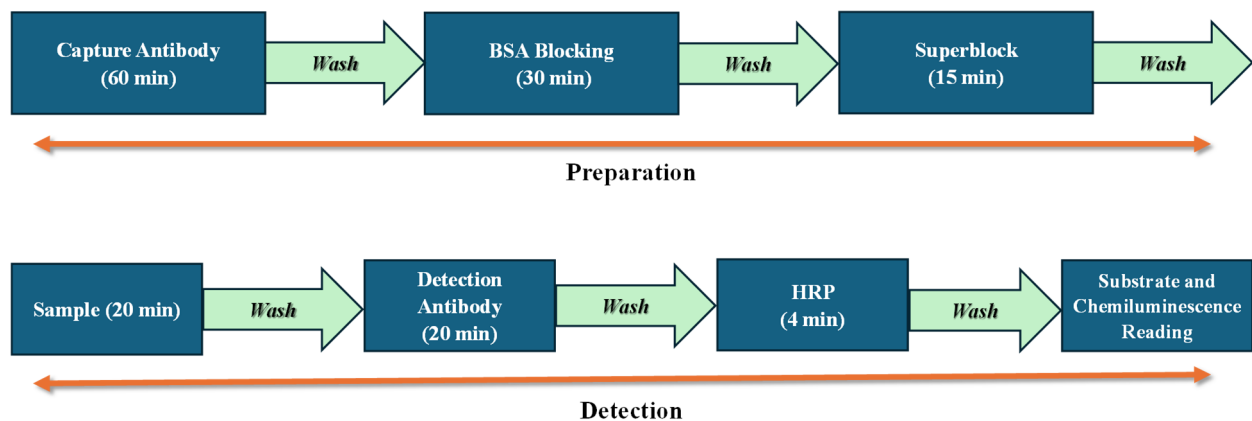 Capture Antibody
(60 min)
Wash
BSA Blocking
(30 min)
Wash
Superblock
(15 min)
Wash
Preparation
Sample (20 min)
Wash
Detection
Antibody
(20 min)
Wash
HRP
(4 min)
Wash
Substrate and
Chemiluminescence
Reading
Detection